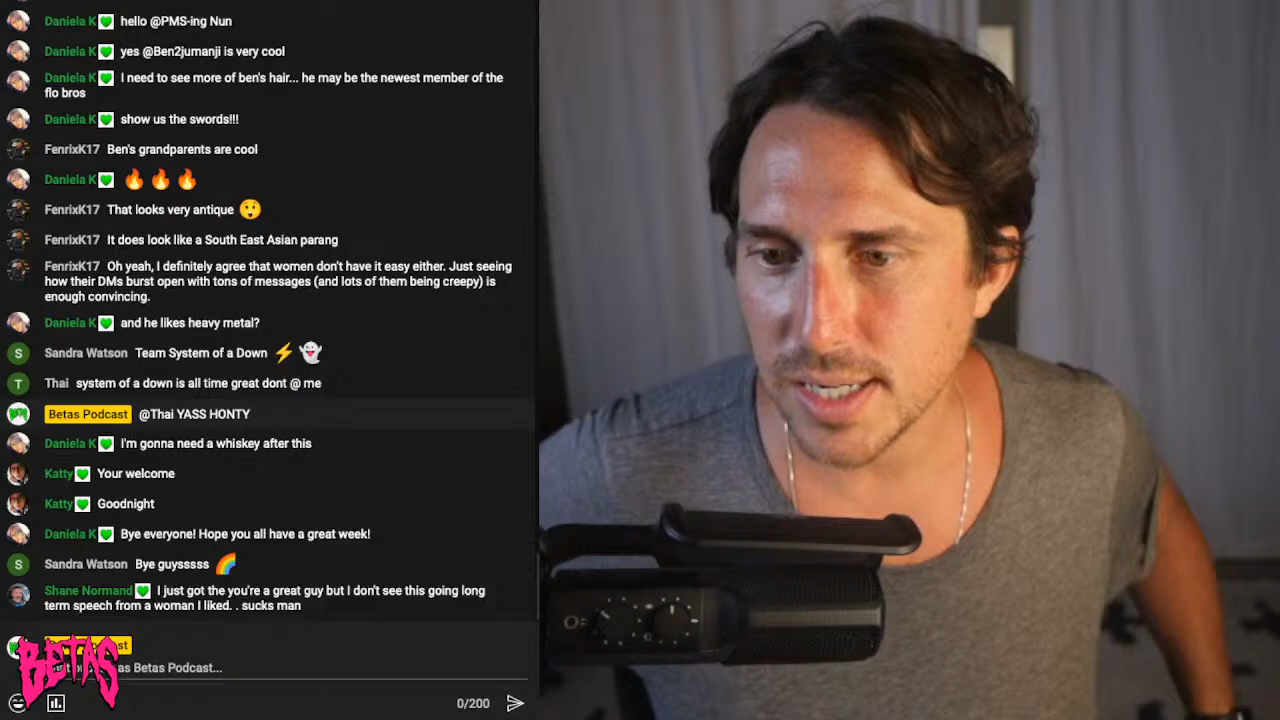 Daniela K hello @PMS-ing Nun
Daniela K yes @Ben2jumanji is very cool
Daniela K I need to see more of ben's hair... he may be the newest member of the
flo bros
Daniela K show us the swords!!!
FenrixK17 Ben's grandparents are cool
Daniela K 🔥🔥🔥
FenrixK17 That looks very antique 😲
FenrixK17 It does look like a South East Asian parang
FenrixK17 Oh yeah, I definitely agree that women don't have it easy either. Just seeing
how their DMs burst open with tons of messages (and lots of them being creepy) is
enough convincing.
Daniela K and he likes heavy metal?
S Sandra Watson Team System of a Down ⚡👻
T Thai system of a down is all time great dont @ me
BETAS Betas Podcast @Thai YASS HONTY
Daniela K I'm gonna need a whiskey after this
Katty Your welcome
Katty Goodnight
Daniela K Bye everyone! Hope you all have a great week!
S Sandra Watson Bye guysssss 🌈
Shane Normand I just got the you're a great guy but I don't see this going long
term speech from a woman I liked. . sucks man
BETAS
as Betas Podcast...
0/200